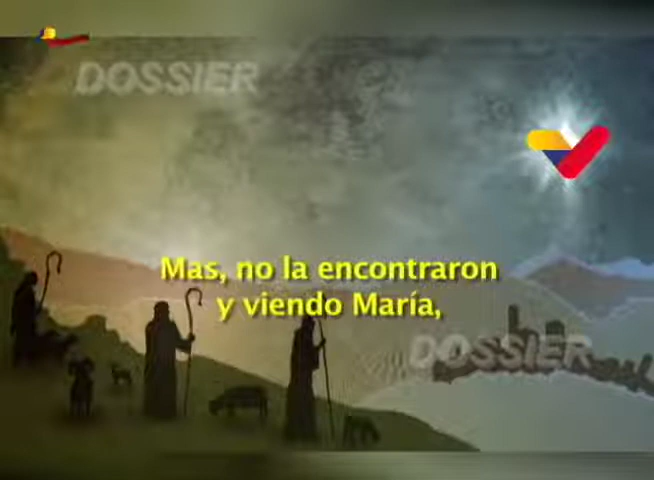 DOSSIER
Mas, no la encontraron
y viendo María,
DOSSIER